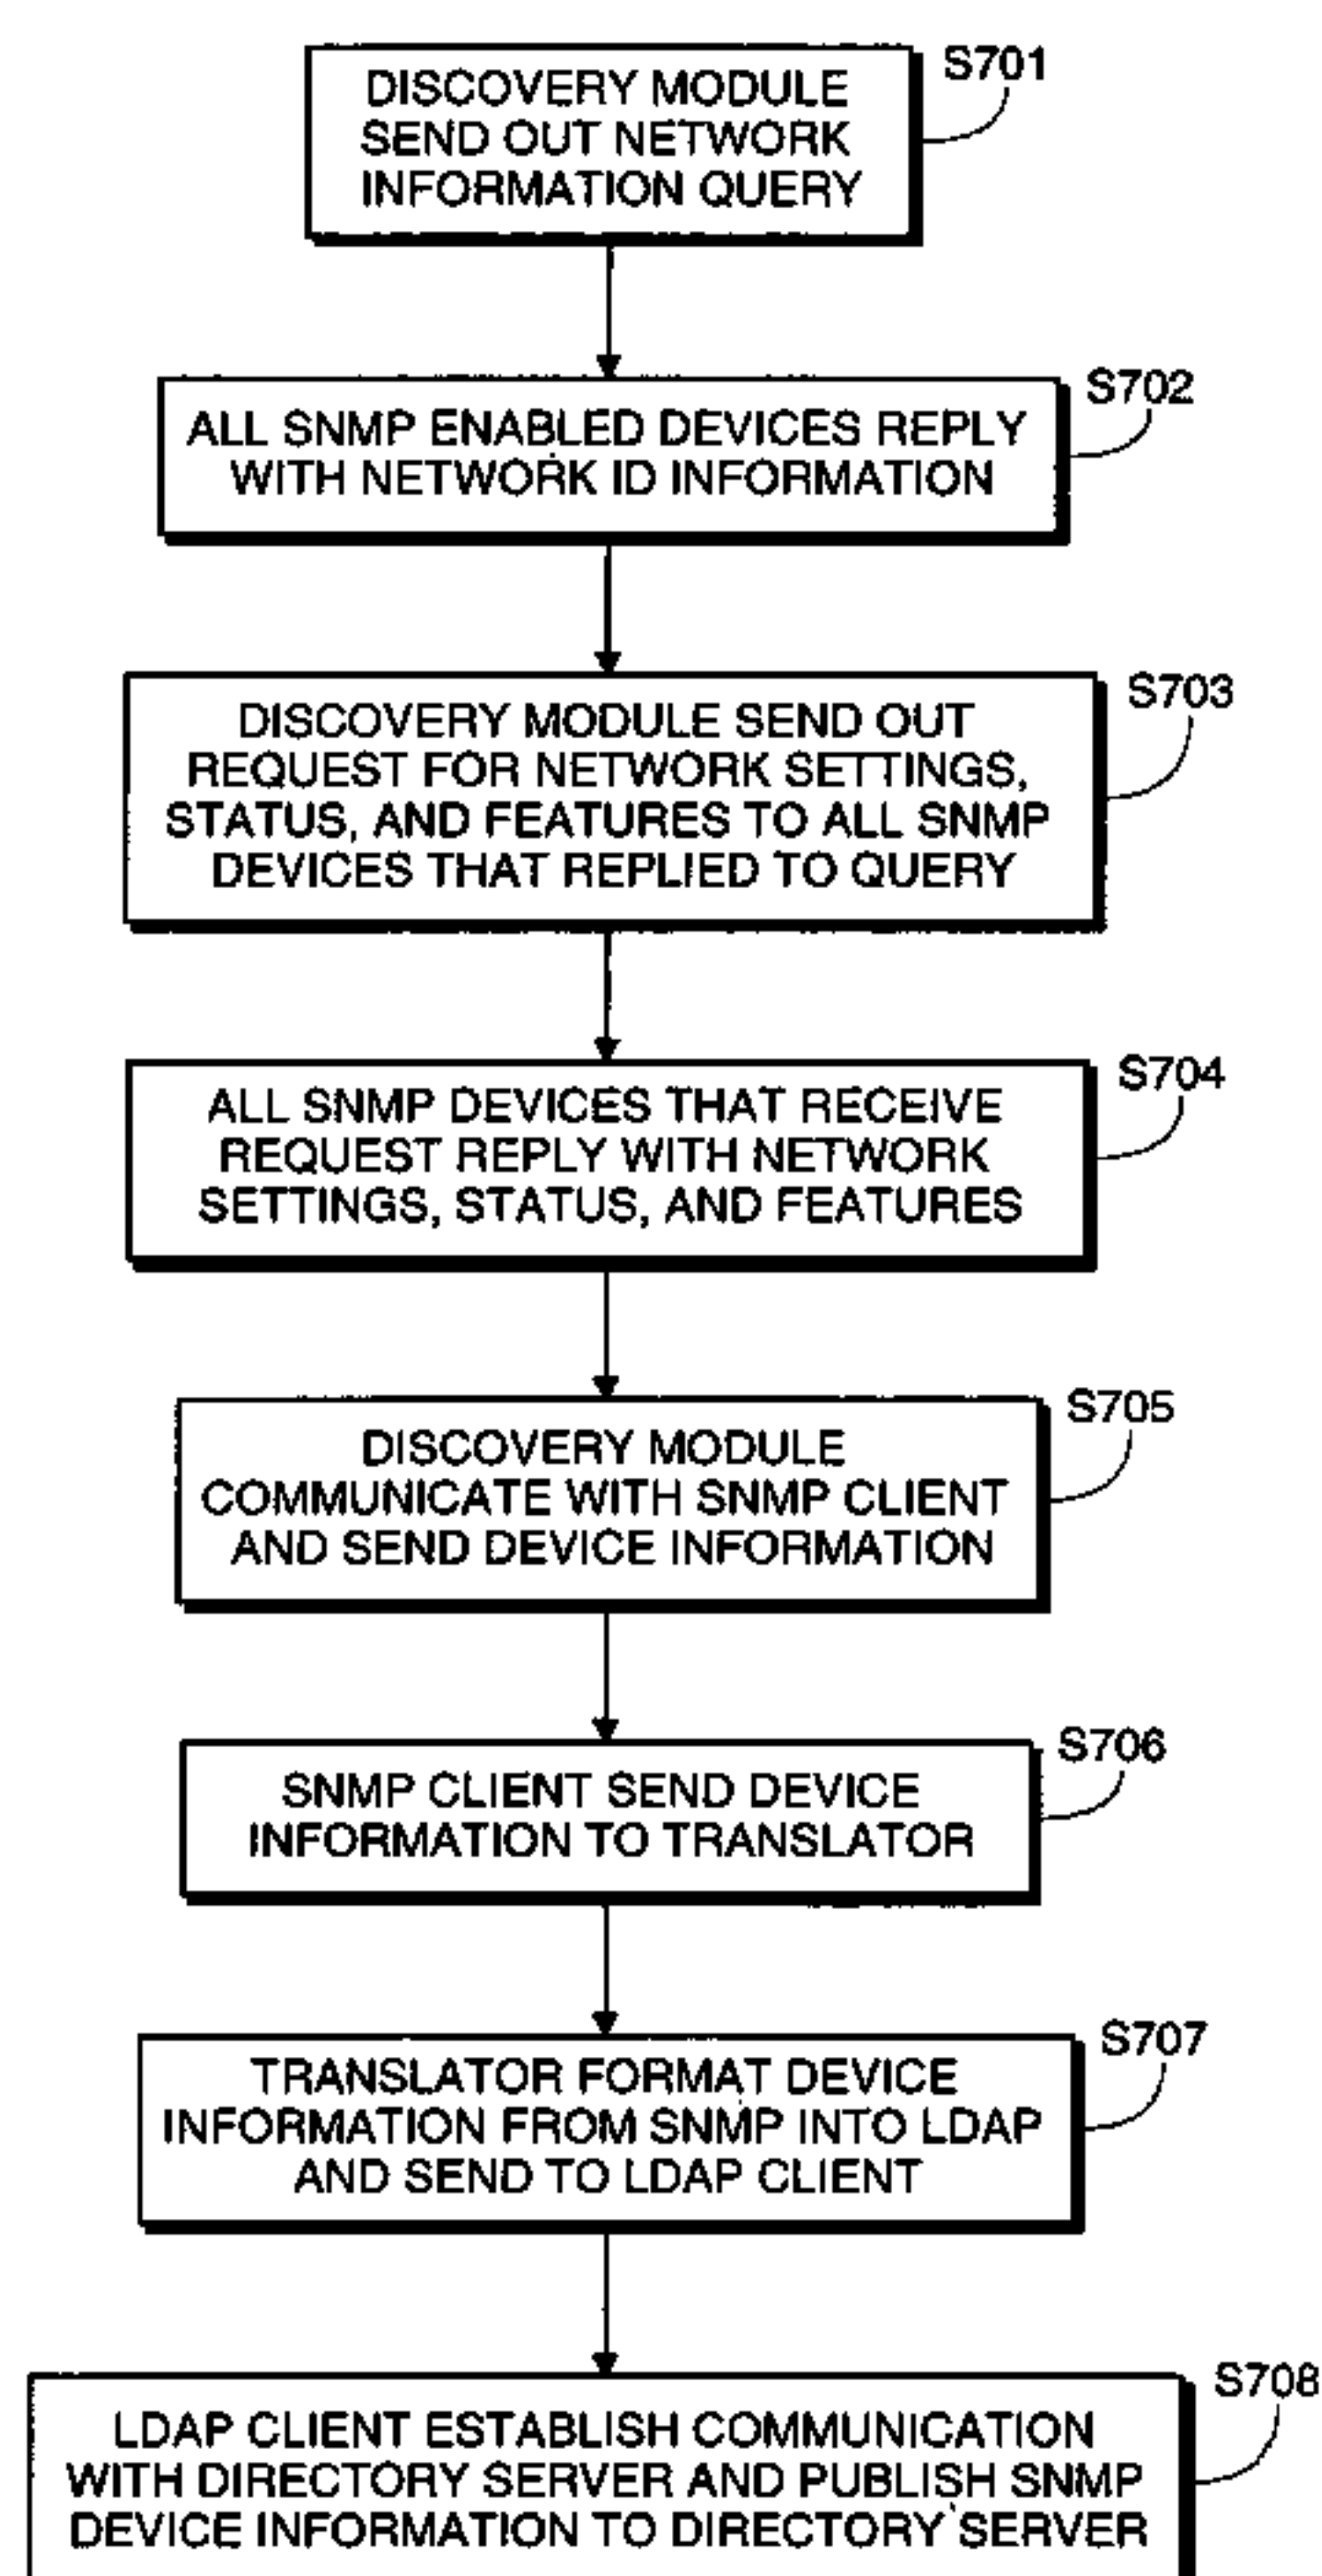 DISCOVERY MODULE
SEND OUT NETWORK
INFORMATION QUERY
S701
ALL SNMP ENABLED DEVICES REPLY
WITH NETWORK ID INFORMATION
S702
DISCOVERY MODULE SEND OUT
REQUEST FOR NETWORK SETTINGS,
STATUS, AND FEATURES TO ALL SNMP
DEVICES THAT REPLIED TO QUERY
S703
ALL SNMP DEVICES THAT RECEIVE
REQUEST REPLY WITH NETWORK
SETTINGS, STATUS, AND FEATURES
S704
DISCOVERY MODULE
COMMUNICATE WITH SNMP CLIENT
AND SEND DEVICE INFORMATION
S705
SNMP CLIENT SEND DEVICE
INFORMATION TO TRANSLATOR
S706
TRANSLATOR FORMAT DEVICE
INFORMATION FROM SNMP INTO LDAP
AND SEND TO LDAP CLIENT
S707
LDAP CLIENT ESTABLISH COMMUNICATION
WITH DIRECTORY SERVER AND PUBLISH SNMP
DEVICE INFORMATION TO DIRECTORY SERVER
S708